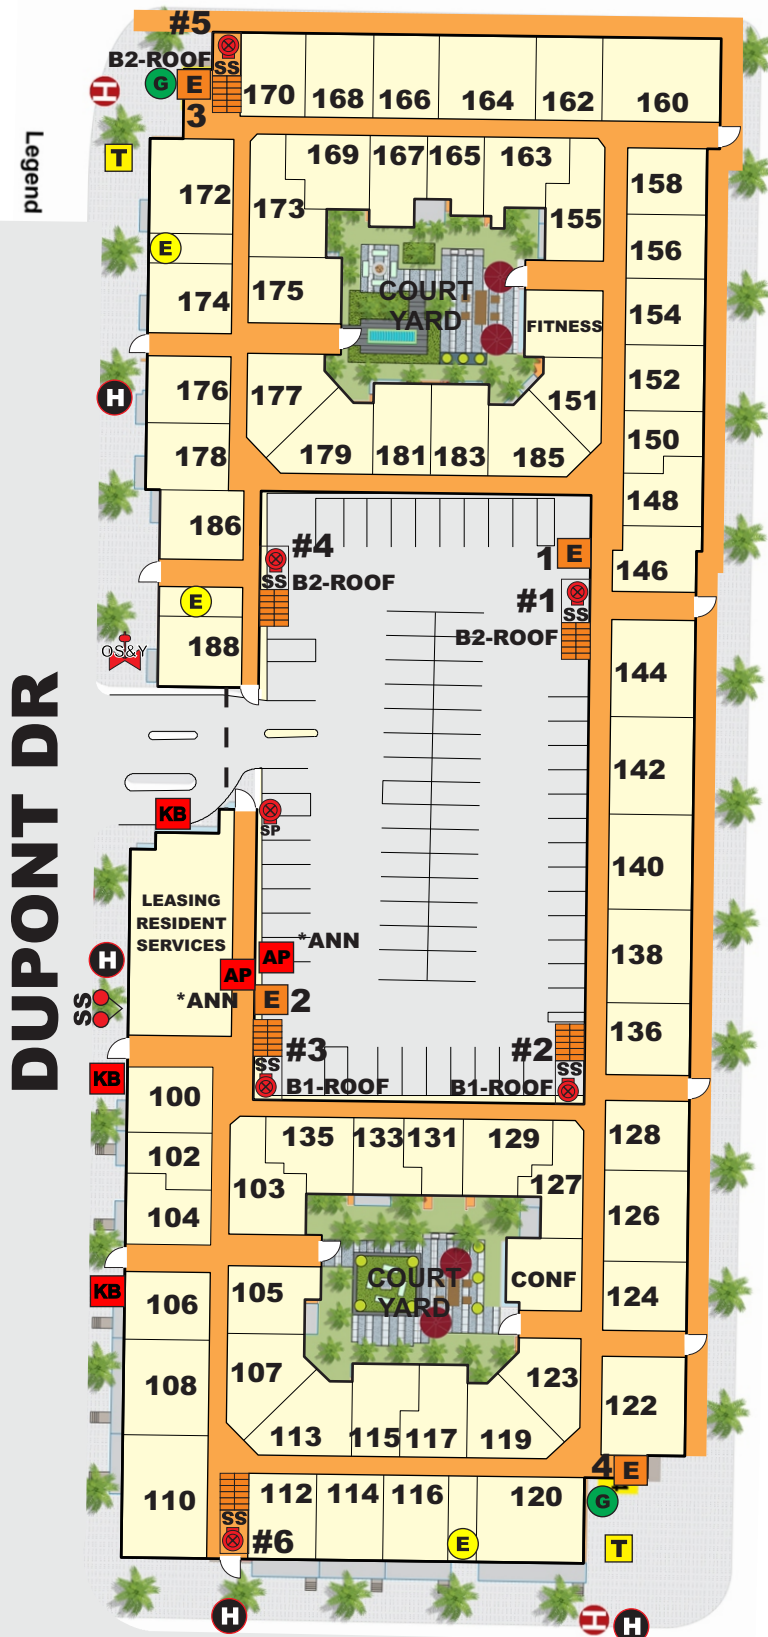 #5
B2-ROOF
SS
G
E
3
H
Legend
T
170
168
166
164
162
160
169
167
165
163
158
172
173
155
156
E
174
175
COURT
YARD
FITNESS
154
176
177
151
152
H
178
179
181
183
185
150
148
186
#4
SS
B2-ROOF
1
E
#1
SS
B2-ROOF
146
E
188
OS&Y
144
DUPONT DR
142
KB
SP
LEASING
RESIDENT
SERVICES
140
*ANN
AP
AP
*ANN
138
H
SS
E
2
#3
SS
B1-ROOF
#2
SS
B1-ROOF
136
KB
100
135
133
131
129
128
102
103
127
104
126
KB
105
COURT
YARD
CONF
106
124
107
123
108
122
113
115
117
119
4
E
110
112
114
116
120
G
SS
#6
E
T
H
H
H